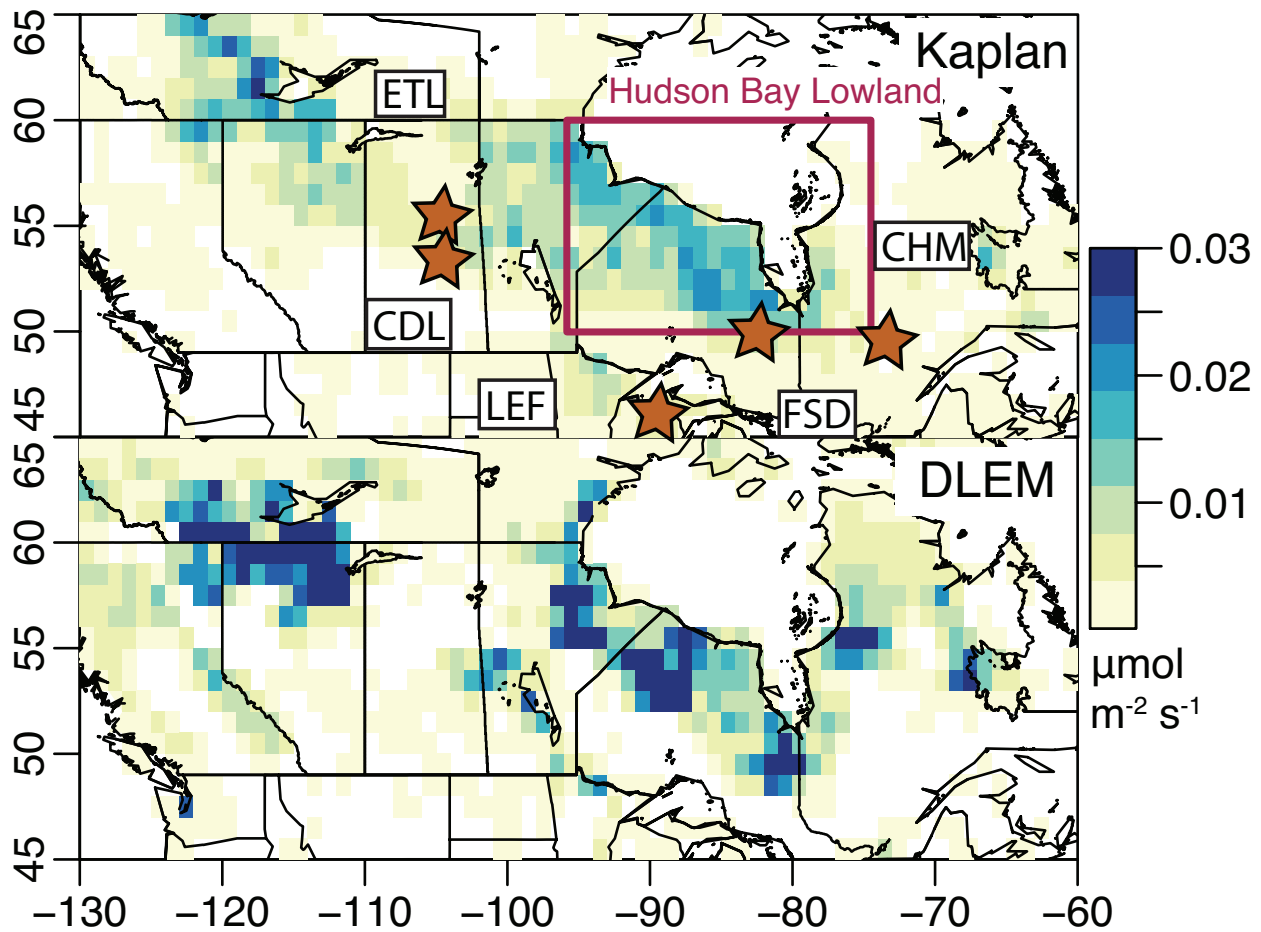 65
60
55
50
45
Kaplan
Hudson Bay Lowland
ETL
CHM
CDL
LEF
FSD
65
60
55
50
45
DLEM
−130 −120 −110 −100 −90 −80 −70 −60
0.03
0.02
0.01
µmol
m-2 s-1